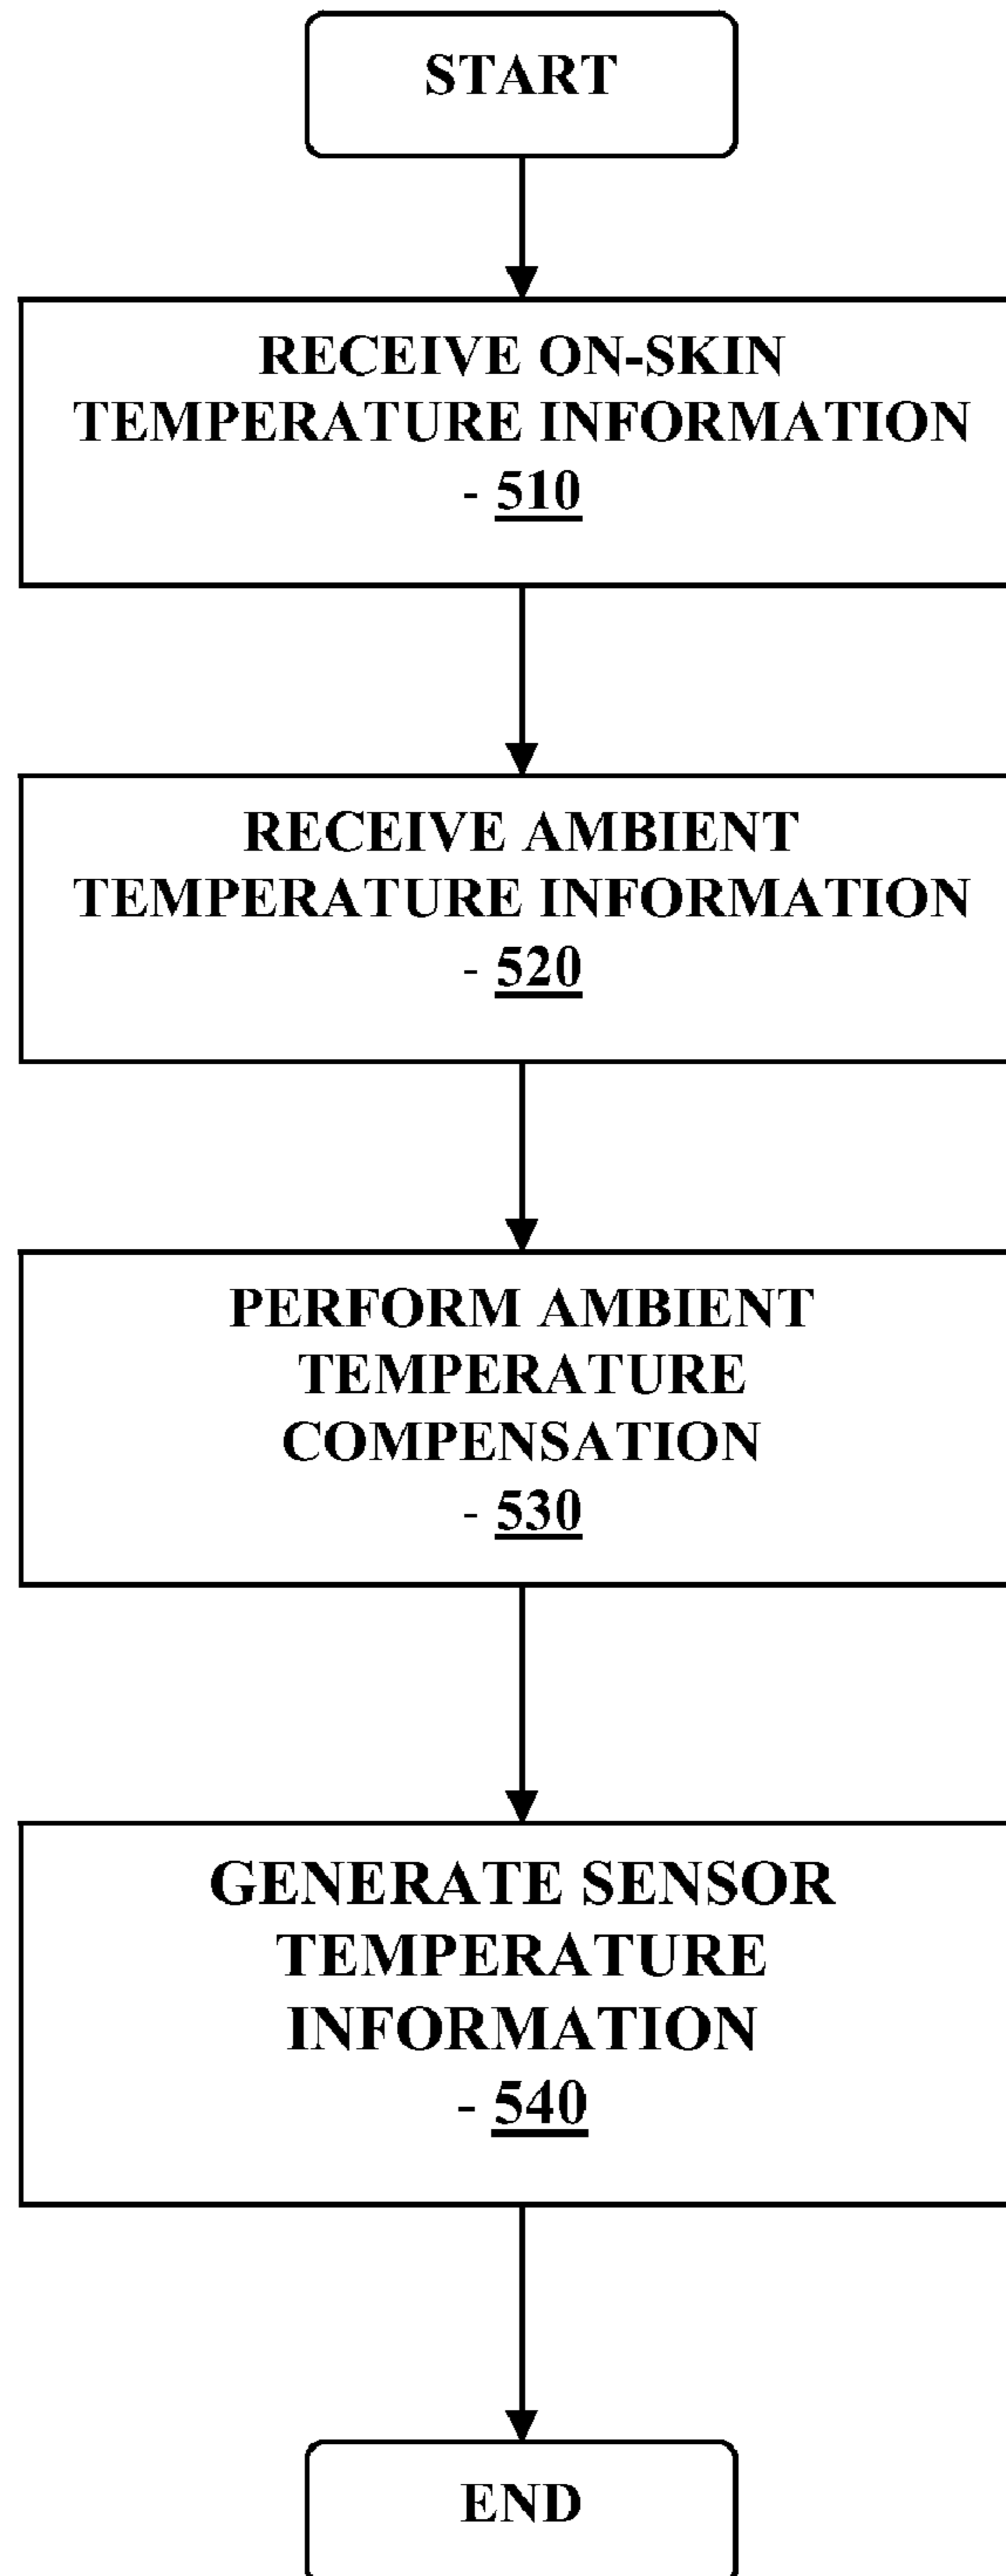 START
RECEIVE ON-SKIN
TEMPERATURE INFORMATION
- 510
RECEIVE AMBIENT
TEMPERATURE INFORMATION
- 520
PERFORM AMBIENT
TEMPERATURE
COMPENSATION
- 530
GENERATE SENSOR
TEMPERATURE
INFORMATION
- 540
END